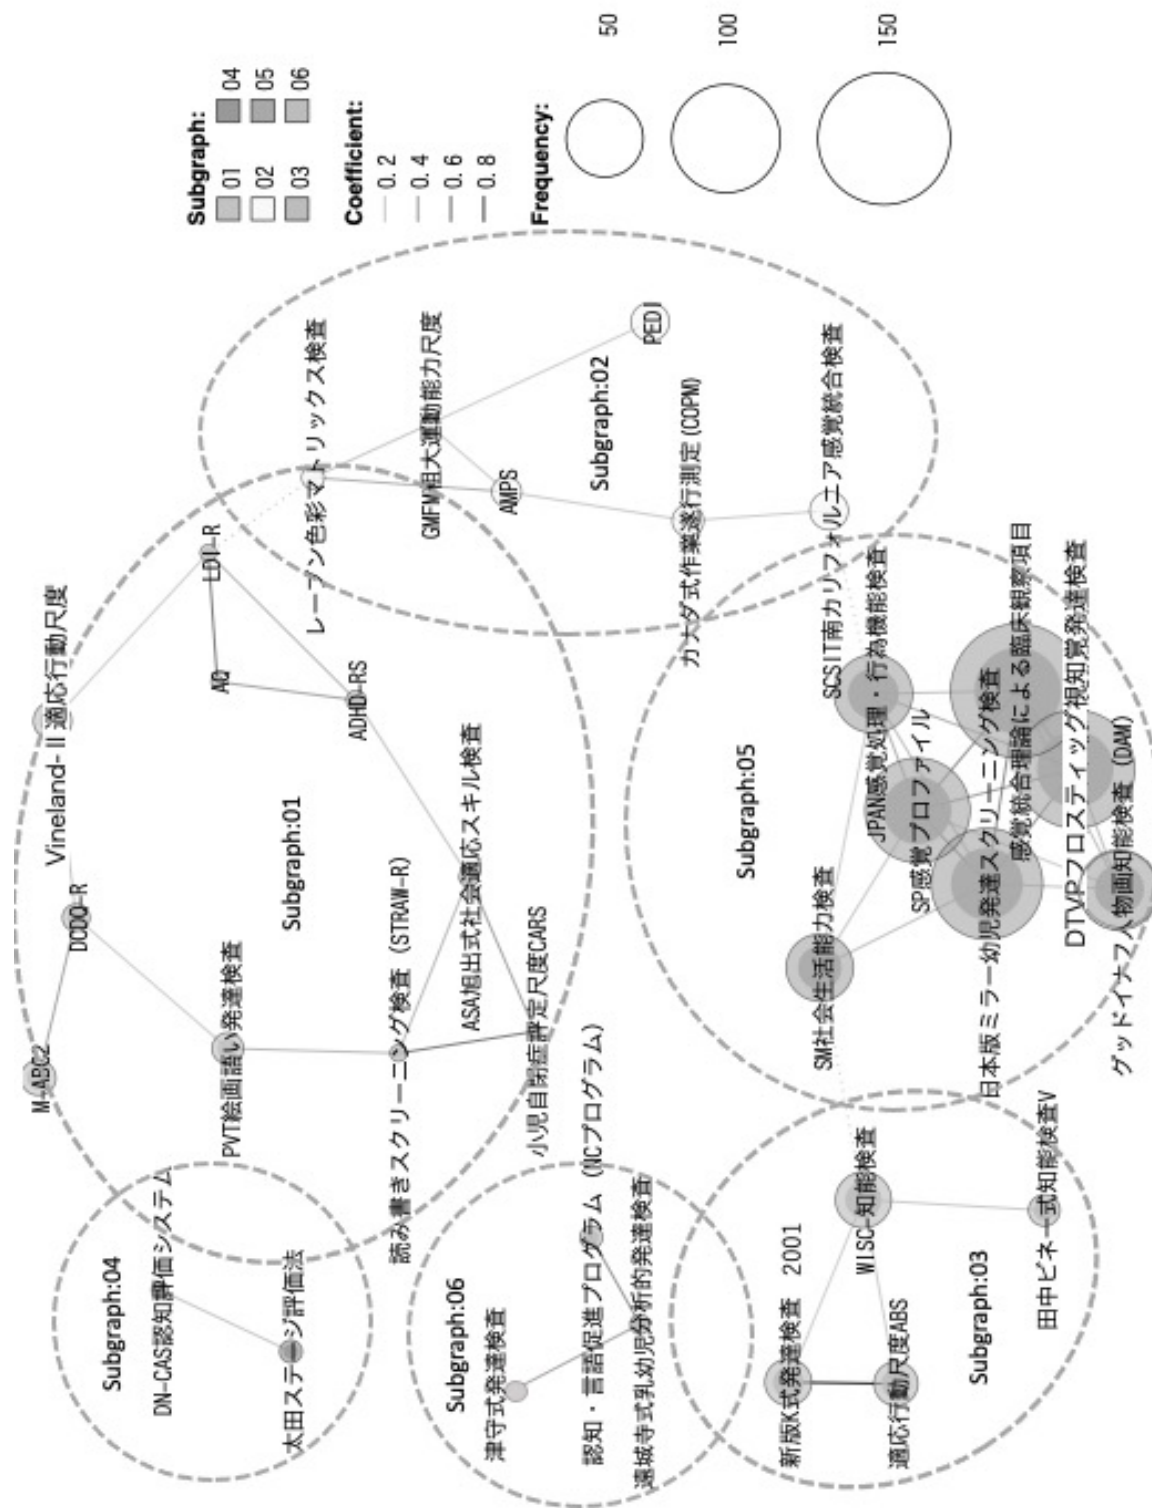 Subgraph:
01
04
02
05
03
06
Coefficient:
0.2
0.4
0.6
0.8
Frequency:
50
100
150
Subgraph:04
DN-CAS認知評価システム
太田ステージ評価法
Subgraph:01
M-ABC2
DCDQ-R
Vineland-Ⅱ適応行動尺度
PVT絵画語い発達検査
LDI-R
AQ
ADHD-RS
読み書きスクリーニング検査 (STRAW-R)
ASA旭出式社会適応スキル検査
小児自閉症評定尺度CARS
Subgraph:02
レーブン色彩マトリックス検査
GMFM粗大運動能力尺度
AMPS
PEDI
カナダ式作業遂行測定 (COPM)
SCSIT南カリフォルニア感覚統合検査
Subgraph:06
津守式発達検査
認知・言語促進プログラム (NCプログラム)
遠城寺式乳幼児分析的発達検査
Subgraph:03
新版K式発達検査 2001
適応行動尺度ABS
WISC-知能検査
田中ビネー式知能検査V
Subgraph:05
SM社会生活能力検査
JPAN感覚処理・行為機能検査
SP感覚プロファイル
日本版ミラー幼児発達スクリーニング検査
感覚統合理論による臨床観察項目
DTVPフロスティッグ視知覚発達検査
グッドイナフ人物画知能検査 (DAM)